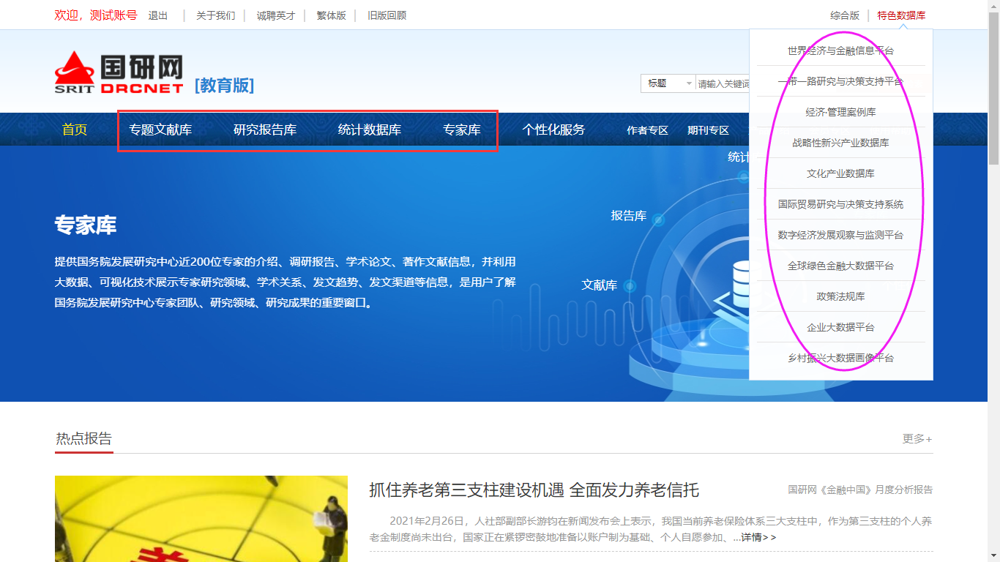 欢迎，测试账号 退出 | 关于我们 | 诚聘英才 | 繁体版 | 旧版回顾
综合版 | 特色数据库
世界经济与金融信息平台
一带一路研究与决策支持平台
经济·管理案例库
战略性新兴产业数据库
文化产业数据库
国际贸易研究与决策支持系统
数字经济发展观察与监测平台
全球绿色金融大数据平台
政策法规库
企业大数据平台
乡村振兴大数据画像平台
国研网
SRIT DRCNET [教育版]
标题 请输入关键词
首页 专题文献库 研究报告库 统计数据库 专家库 个性化服务 作者专区 期刊专区
统计
报告库
文献库
专家库
提供国务院发展研究中心近200位专家的介绍、调研报告、学术论文、著作文献信息，并利用
大数据、可视化技术展示专家研究领域、学术关系、发文趋势、发文渠道等信息，是用户了解
国务院发展研究中心专家团队、研究领域、研究成果的重要窗口。
热点报告 更多+
抓住养老第三支柱建设机遇 全面发力养老信托 国研网《金融中国》月度分析报告
2021年2月26日，人社部副部长游钧在新闻发布会上表示，我国当前养老保险体系三大支柱中，作为第三支柱的个人养
老金制度尚未出台，国家正在紧锣密鼓地准备以账户制为基础、个人自愿参加、...详情>>
养